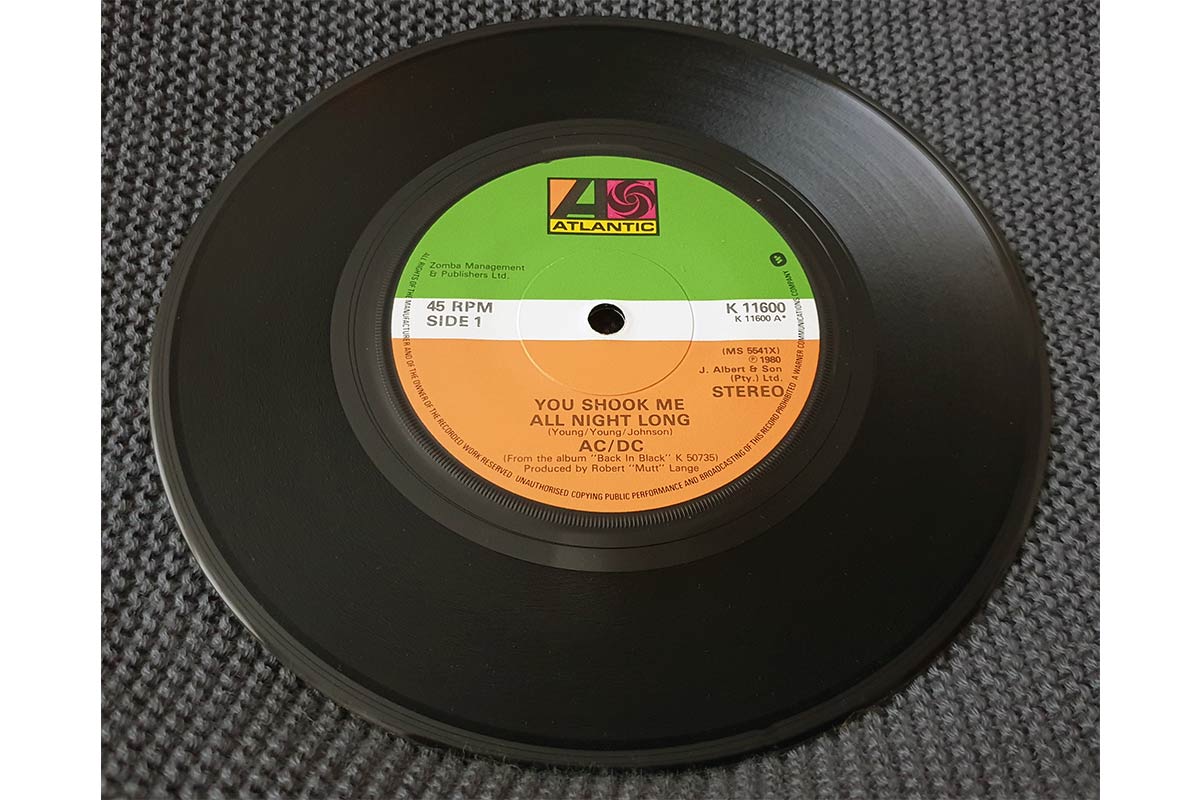 ATLANTIC
Zomba Management
& Publishers Ltd.
45 RPM
SIDE 1
K 11600
K 11600 A*
(MS 5541X)
℗ 1980
J. Albert & Son
(Pty.) Ltd.
STEREO
YOU SHOOK ME
ALL NIGHT LONG
(Young/Young/Johnson)
AC/DC
(From the album "Back In Black" K 50735)
Produced by Robert "Mutt" Lange
ALL RIGHTS OF THE MANUFACTURER AND OF THE OWNER OF THE RECORDED WORK RESERVED. UNAUTHORISED COPYING PUBLIC PERFORMANCE AND BROADCASTING OF THIS RECORD PROHIBITED. A WARNER COMMUNICATIONS COMPANY